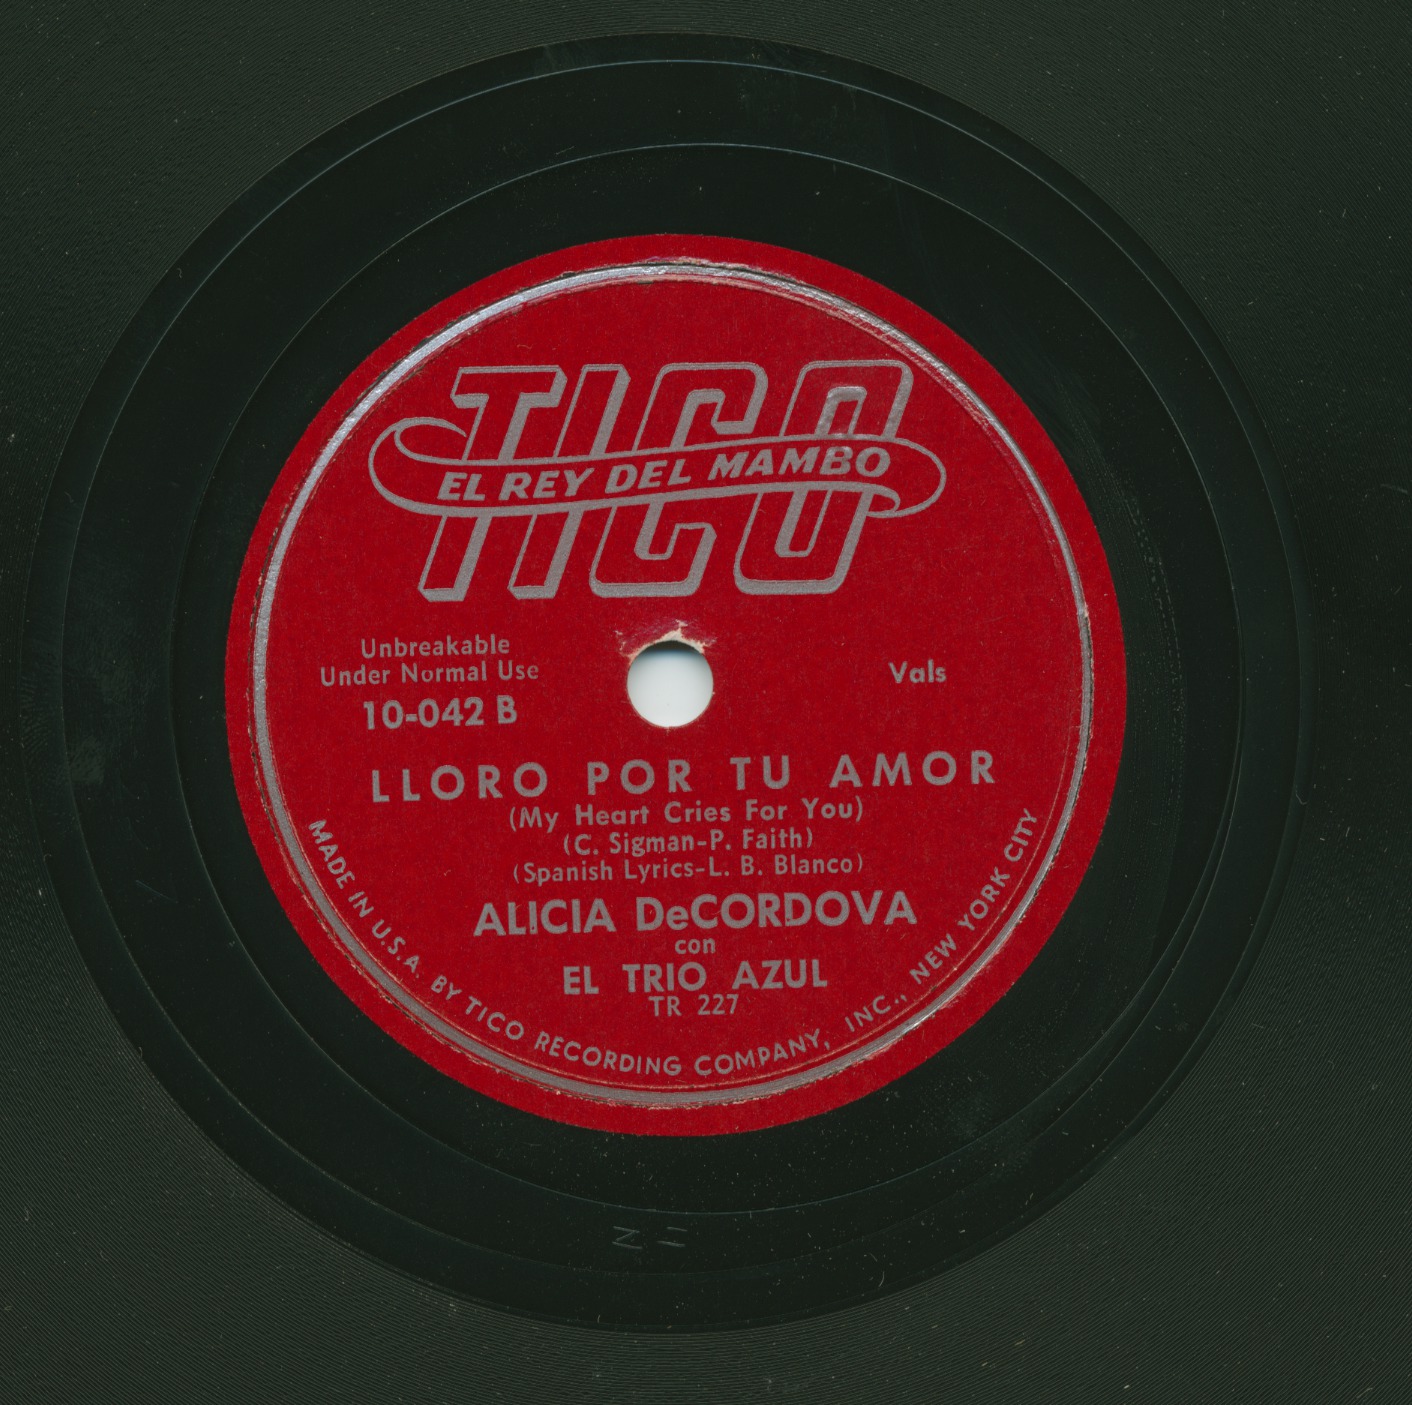 TICO
EL REY DEL MAMBO
Unbreakable
Under Normal Use
10-042 B
Vals
LLORO POR TU AMOR
(My Heart Cries For You)
(C. Sigman-P. Faith)
(Spanish Lyrics-L. B. Blanco)
ALICIA DeCORDOVA
con
EL TRIO AZUL
TR 227
MADE IN U.S.A. BY TICO RECORDING COMPANY, INC., NEW YORK CITY